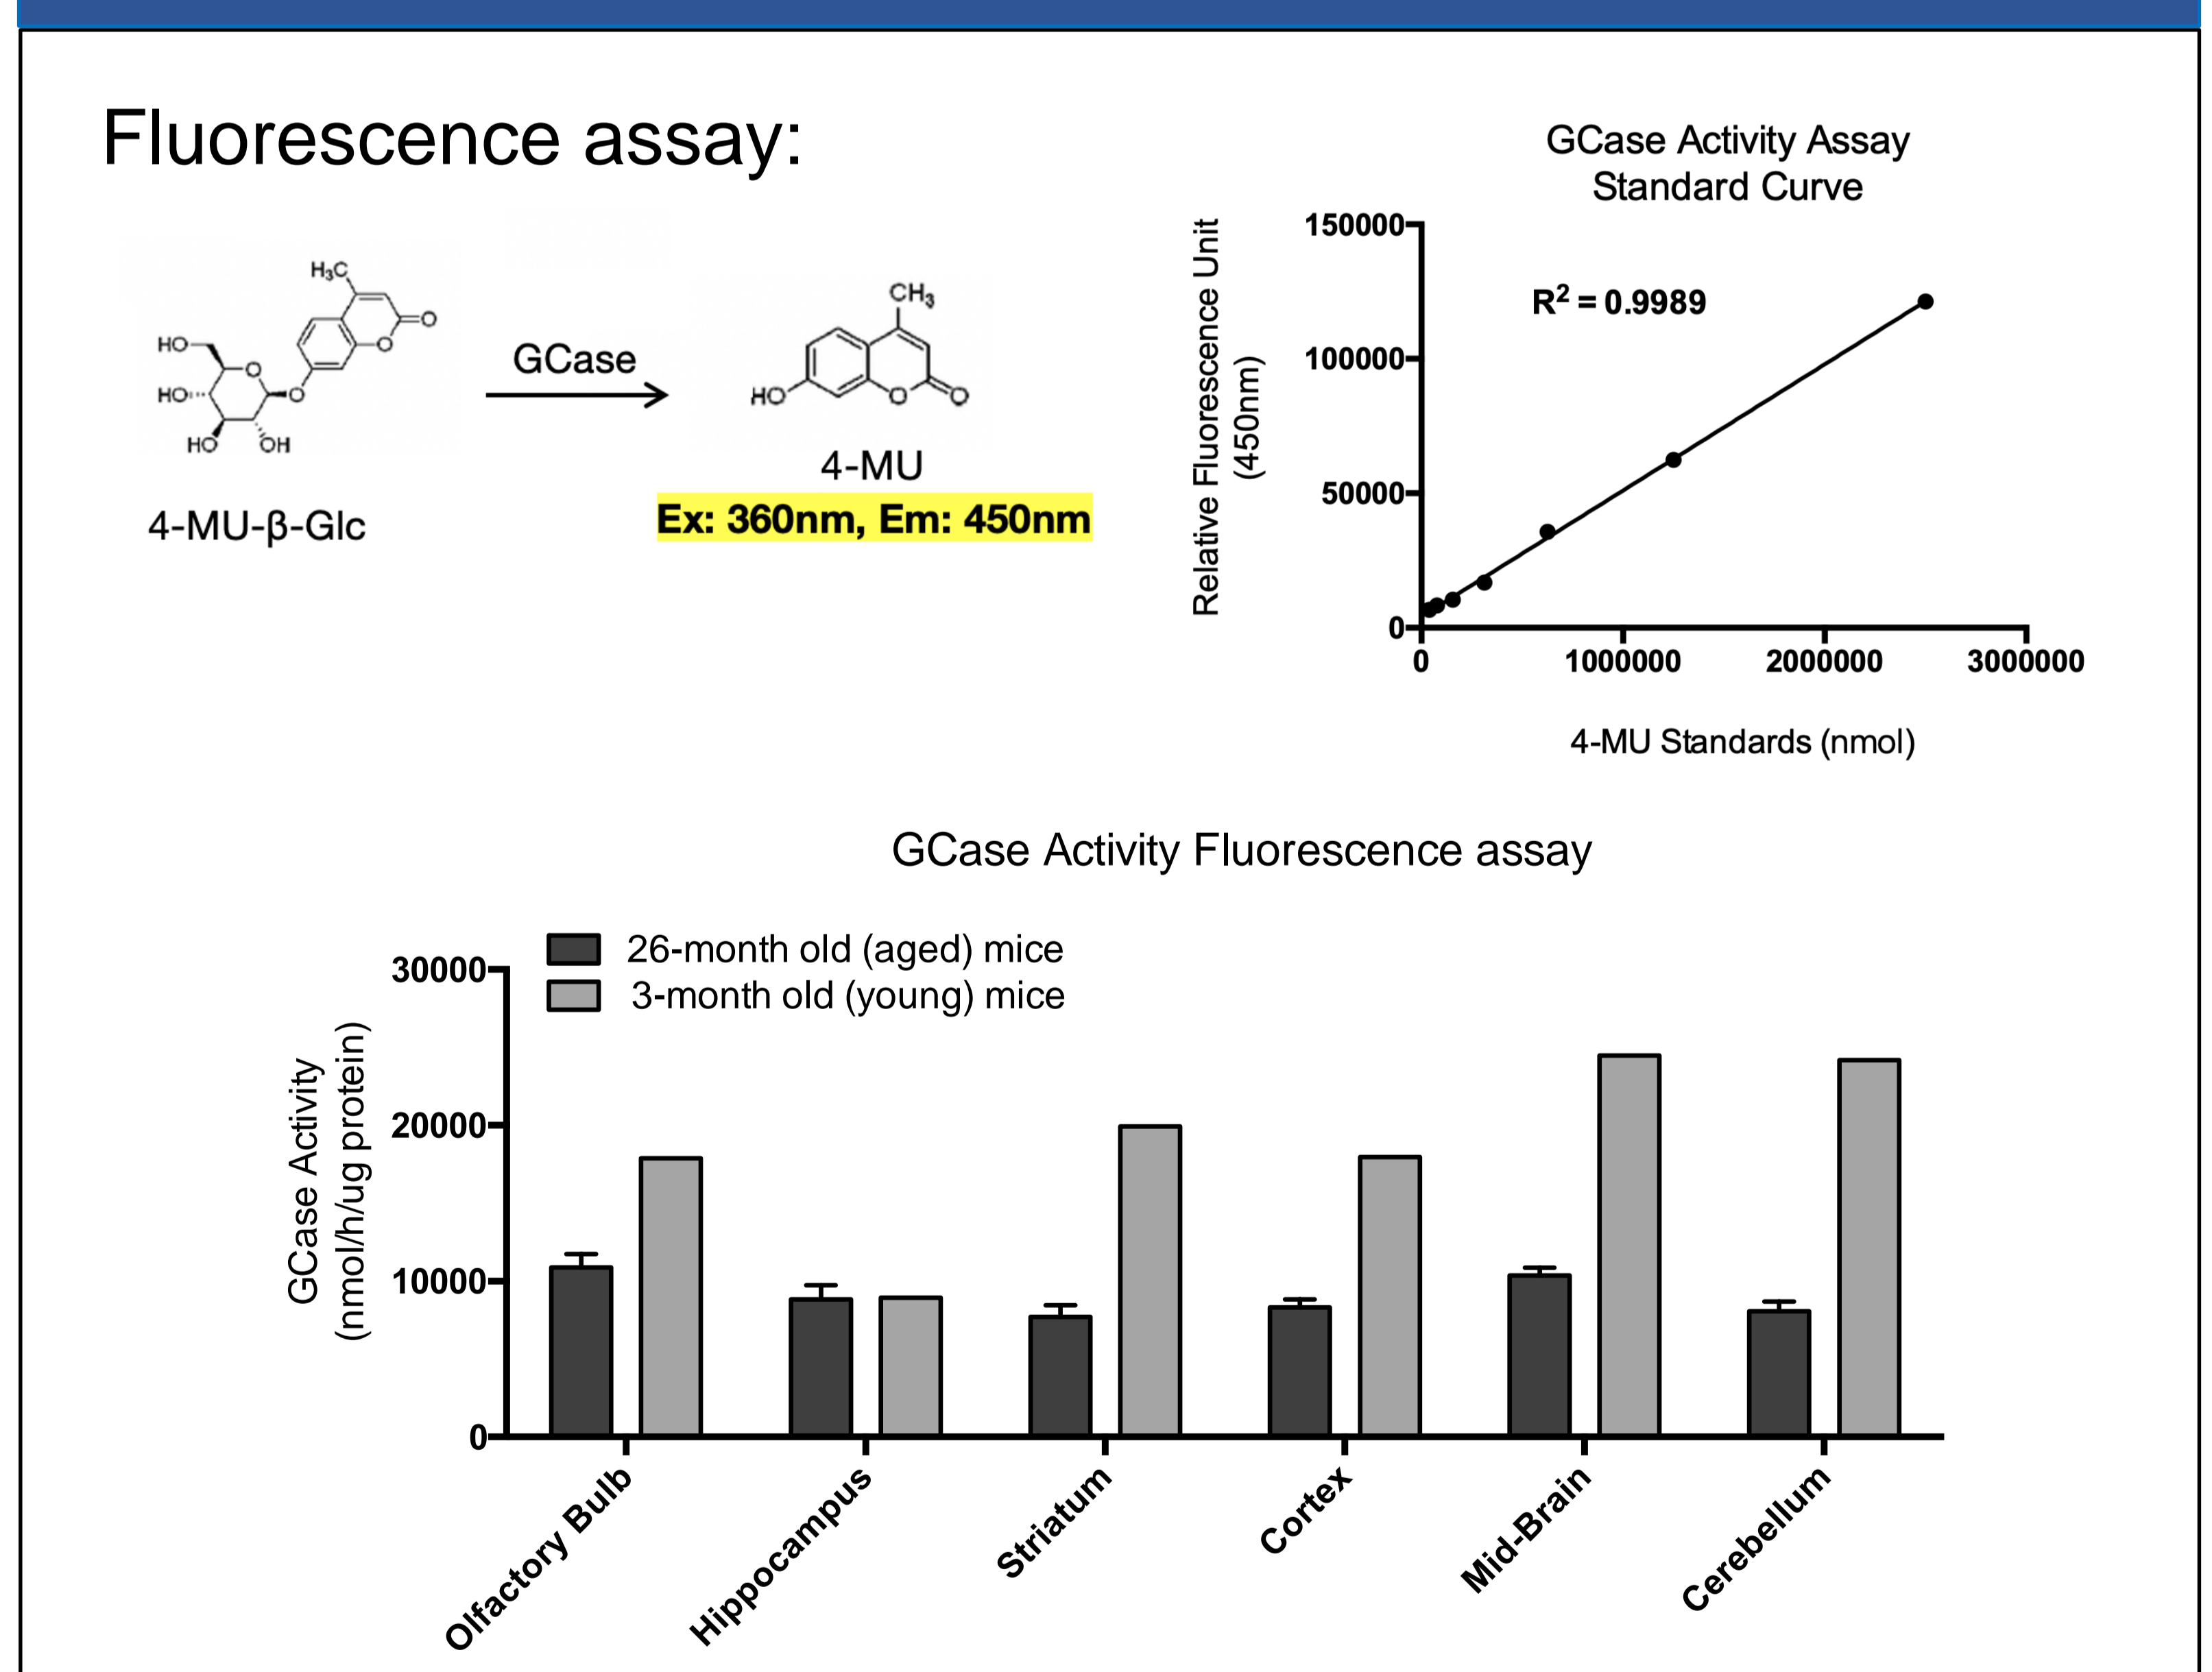 Fluorescence assay:
H₃C
O
O
HO
O
HO
O
HO
OH
4-MU-β-Glc
GCase
CH₃
HO
O
O
4-MU
Ex: 360nm, Em: 450nm
GCase Activity Assay
Standard Curve
Relative Fluorescence Unit
(450nm)
150000
100000
50000
0
R² = 0.9989
0 1000000 2000000 3000000
4-MU Standards (nmol)
GCase Activity Fluorescence assay
26-month old (aged) mice
3-month old (young) mice
GCase Activity
(nmol/h/ug protein)
30000
20000
10000
0
Olfactory Bulb
Hippocampus
Striatum
Cortex
Mid-Brain
Cerebellum